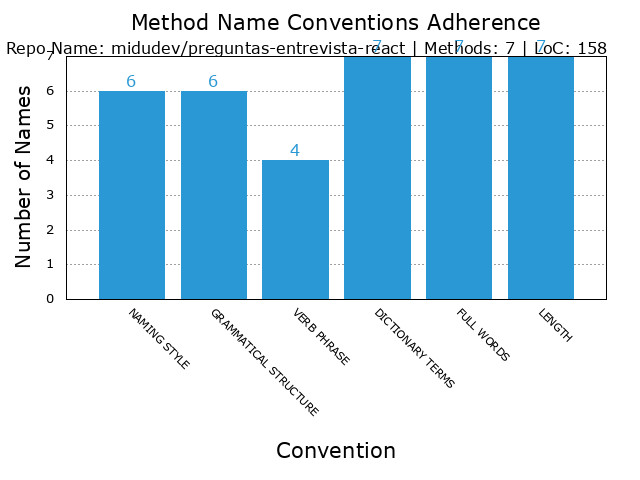 Method Name Conventions Adherence
Repo Name: midudev/preguntas-entrevista-react | Methods: 7 | LoC: 158
Number of Names
7
6
5
4
3
2
1
0
6
6
4
7
7
7
NAMING STYLE
GRAMMATICAL STRUCTURE
VERB PHRASE
DICTIONARY TERMS
FULL WORDS
LENGTH
Convention